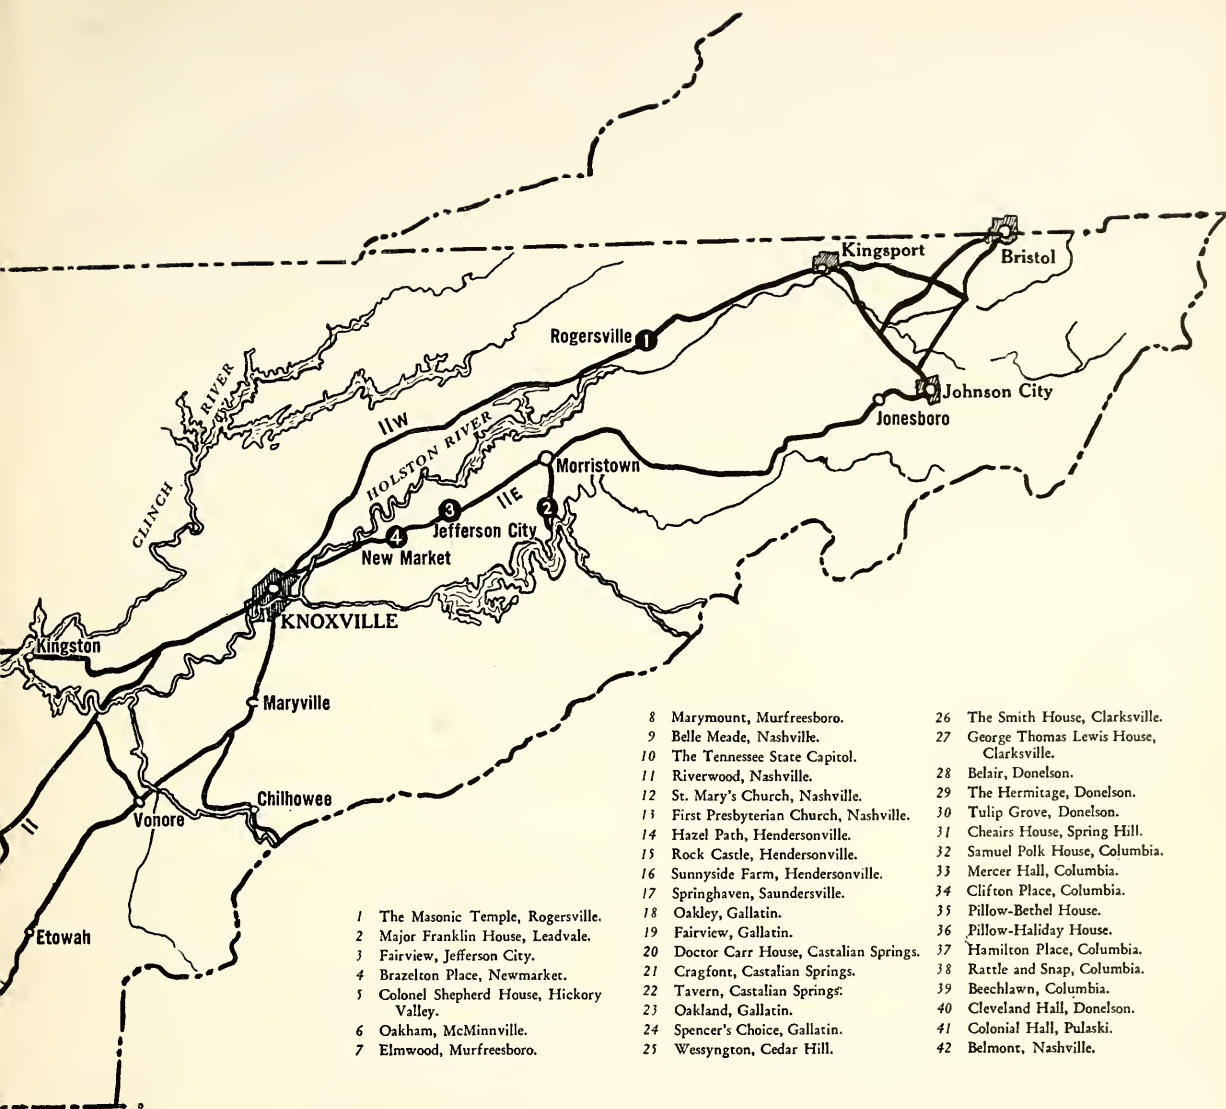 Kingsport
Bristol
Rogersville
1
RIVER
Johnson City
11W
HOLSTON RIVER
Jonesboro
Morristown
CLINCH
11E
3
2
Jefferson City
4
New Market
KNOXVILLE
Kingston
Maryville
Chilhowee
Vonore
11
Etowah
1 The Masonic Temple, Rogersville.
2 Major Franklin House, Leadvale.
3 Fairview, Jefferson City.
4 Brazelton Place, Newmarket.
5 Colonel Shepherd House, Hickory
Valley.
6 Oakham, McMinnville.
7 Elmwood, Murfreesboro.
8 Marymount, Murfreesboro.
9 Belle Meade, Nashville.
10 The Tennessee State Capitol.
11 Riverwood, Nashville.
12 St. Mary's Church, Nashville.
13 First Presbyterian Church, Nashville.
14 Hazel Path, Hendersonville.
15 Rock Castle, Hendersonville.
16 Sunnyside Farm, Hendersonville.
17 Springhaven, Saundersville.
18 Oakley, Gallatin.
19 Fairview, Gallatin.
20 Doctor Carr House, Castalian Springs.
21 Cragfont, Castalian Springs.
22 Tavern, Castalian Springs.
23 Oakland, Gallatin.
24 Spencer's Choice, Gallatin.
25 Wessyngton, Cedar Hill.
26 The Smith House, Clarksville.
27 George Thomas Lewis House,
Clarksville.
28 Belair, Donelson.
29 The Hermitage, Donelson.
30 Tulip Grove, Donelson.
31 Cheairs House, Spring Hill.
32 Samuel Polk House, Columbia.
33 Mercer Hall, Columbia.
34 Clifton Place, Columbia.
35 Pillow-Bethel House.
36 Pillow-Haliday House.
37 Hamilton Place, Columbia.
38 Rattle and Snap, Columbia.
39 Beechlawn, Columbia.
40 Cleveland Hall, Donelson.
41 Colonial Hall, Pulaski.
42 Belmont, Nashville.